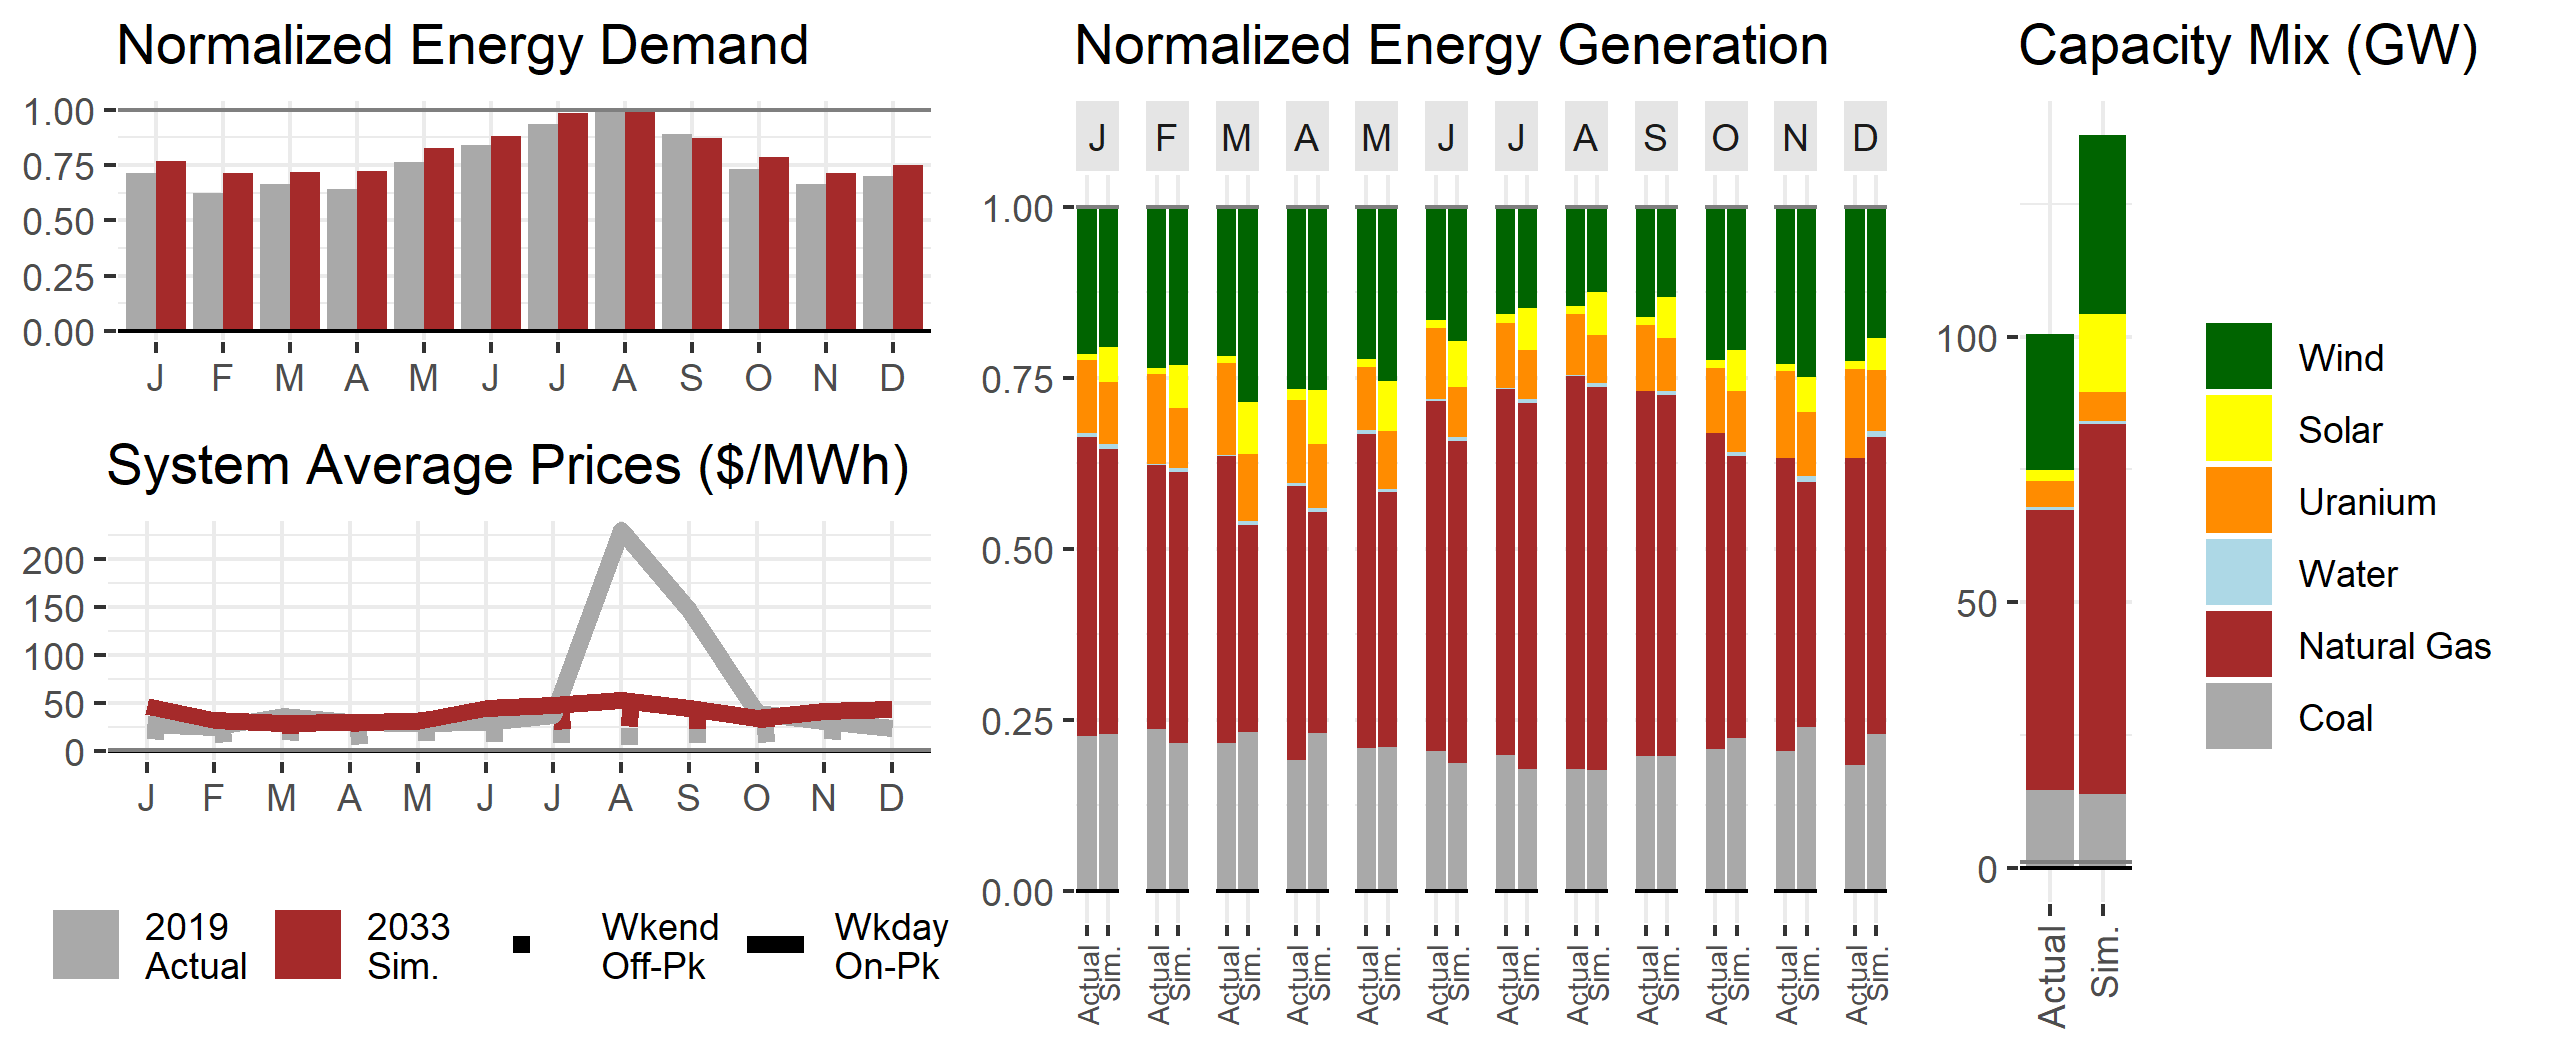 Normalized Energy Demand
1.00
0.75
0.50
0.25
0.00
J F M A M J J A S O N D
System Average Prices ($/MWh)
200
150
100
50
0
J F M A M J J A S O N D
2019
Actual
2033
Sim.
Wkend
Off-Pk
Wkday
On-Pk
Normalized Energy Generation
J F M A M J J A S O N D
1.00
0.75
0.50
0.25
0.00
Actual Sim. Actual Sim. Actual Sim. Actual Sim. Actual Sim. Actual Sim. Actual Sim. Actual Sim. Actual Sim. Actual Sim. Actual Sim. Actual Sim.
Capacity Mix (GW)
100
50
0
Actual Sim.
Wind
Solar
Uranium
Water
Natural Gas
Coal